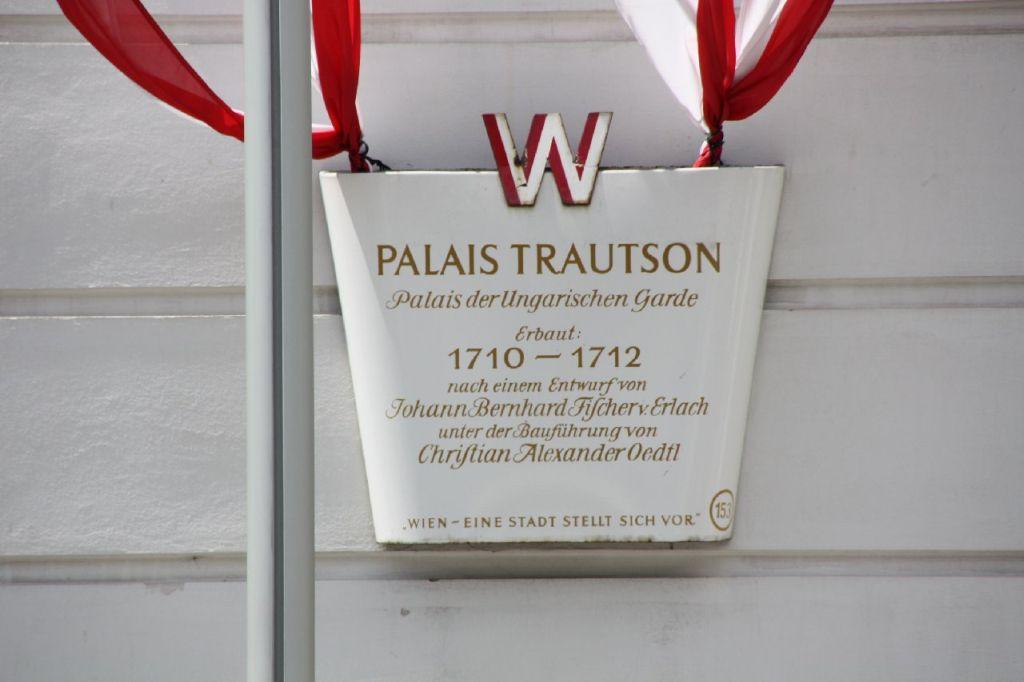 W
PALAIS TRAUTSON
Palais der Ungarischen Garde
Erbaut:
1710 — 1712
nach einem Entwurf von
Johann Bernhard Fischer v. Erlach
unter der Bauführung von
Christian Alexander Oedtl
„WIEN - EINE STADT STELLT SICH VOR"
153